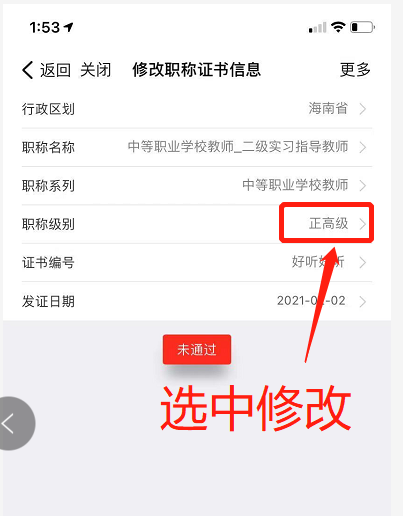 1:53
返回 关闭 修改职称证书信息 更多
行政区划 海南省
职称名称 中等职业学校教师_二级实习指导教师
职称系列 中等职业学校教师
职称级别 正高级
证书编号 好听
发证日期 2021-0 -02
未通过
选中修改